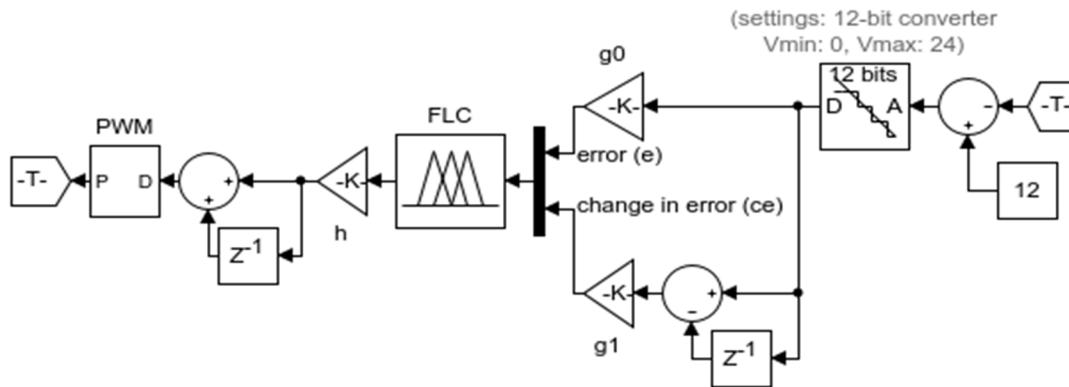 (settings: 12-bit converter
Vmin: 0, Vmax: 24)
g0
12 bits
D
A
-
+
-T-
-K-
PWM
FLC
error (e)
-T-
P
D
+
+
-K-
change in error (ce)
12
h
Z-1
-K-
+
-
g1
Z-1